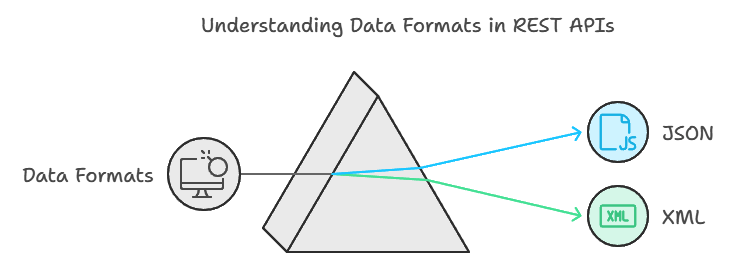 Understanding Data Formats in REST APIs
Data Formats
JS
JSON
XML
XML